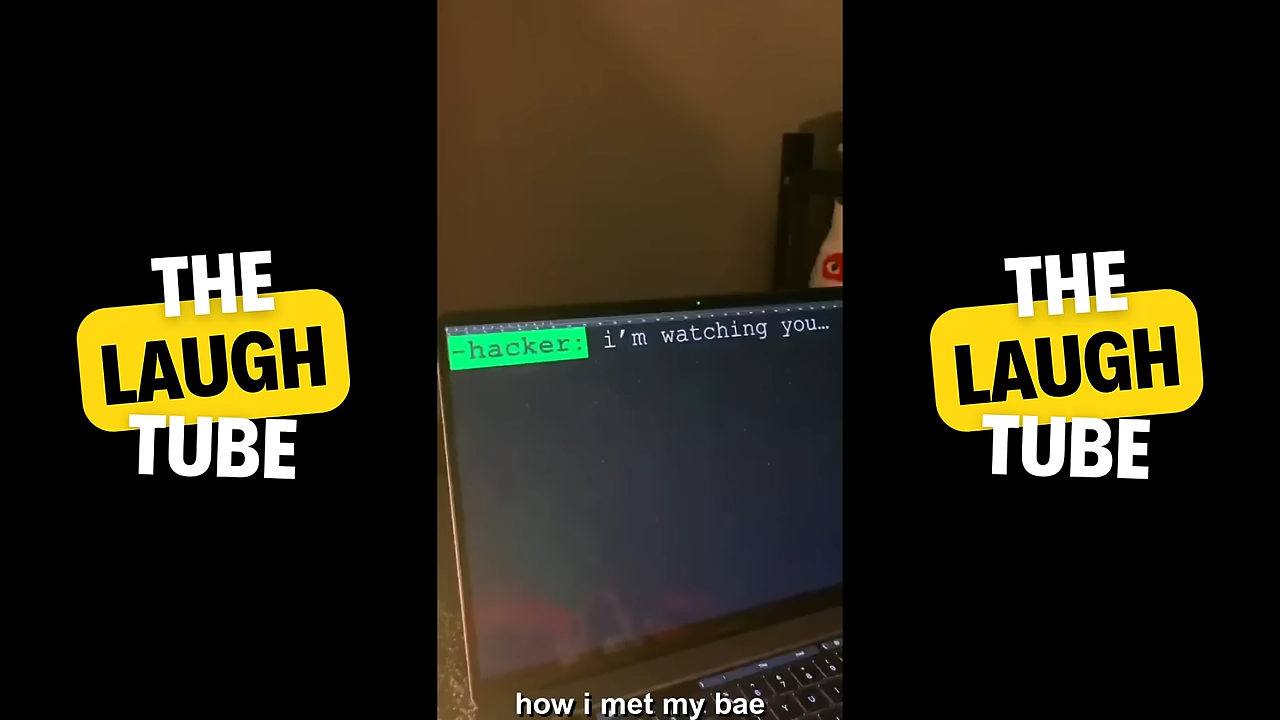 THE
LAUGH
TUBE
-hacker: i’m watching you…
how i met my bae
THE
LAUGH
TUBE